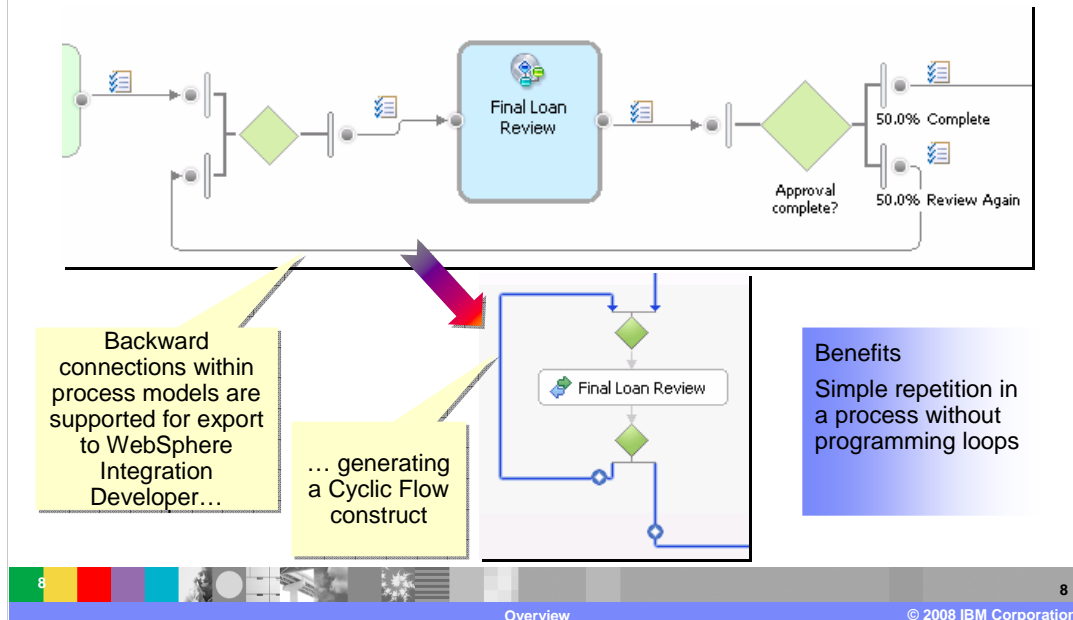 Final Loan
Review
Approval
complete?
50.0% Complete
50.0% Review Again
Backward
connections within
process models are
supported for export
to WebSphere
Integration
Developer…
… generating
a Cyclic Flow
construct
Final Loan Review
Benefits
Simple repetition in
a process without
programming loops
8
8
Overview
© 2008 IBM Corporation